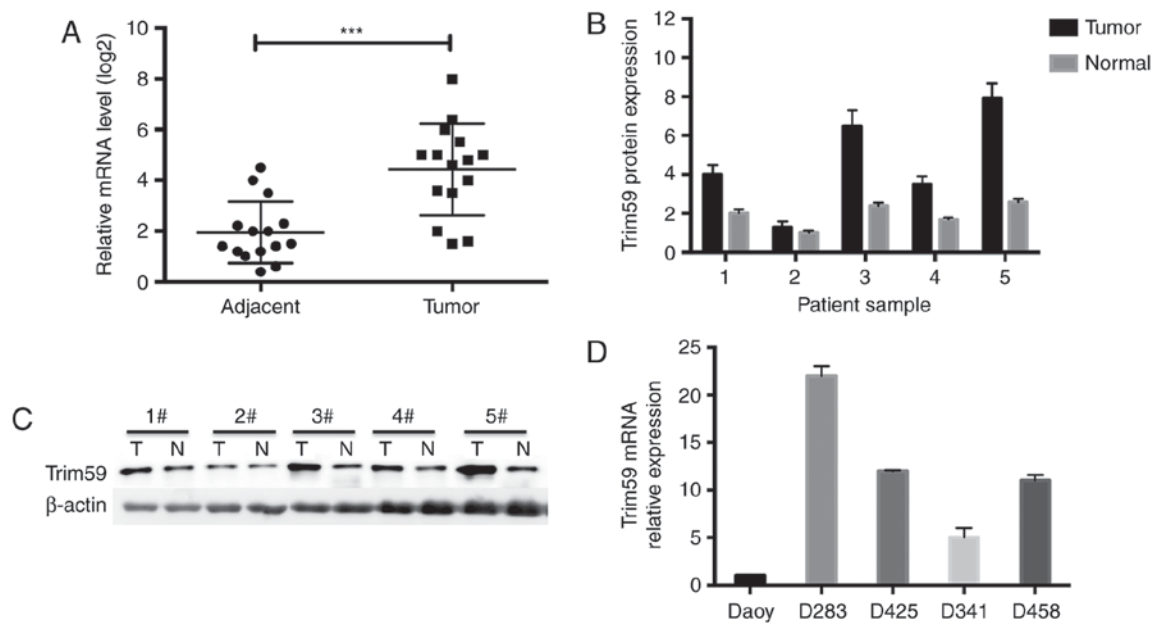 A
Relative mRNA level (log2)
10
8
6
4
2
0
***
Adjacent
Tumor
B
Trim59 protein expression
12
10
8
6
4
2
0
1
2
3
4
5
Patient sample
Tumor
Normal
C
1#
2#
3#
4#
5#
T
N
T
N
T
N
T
N
T
N
Trim59
β-actin
D
Trim59 mRNA
relative expression
25
20
15
10
5
0
Daoy
D283
D425
D341
D458